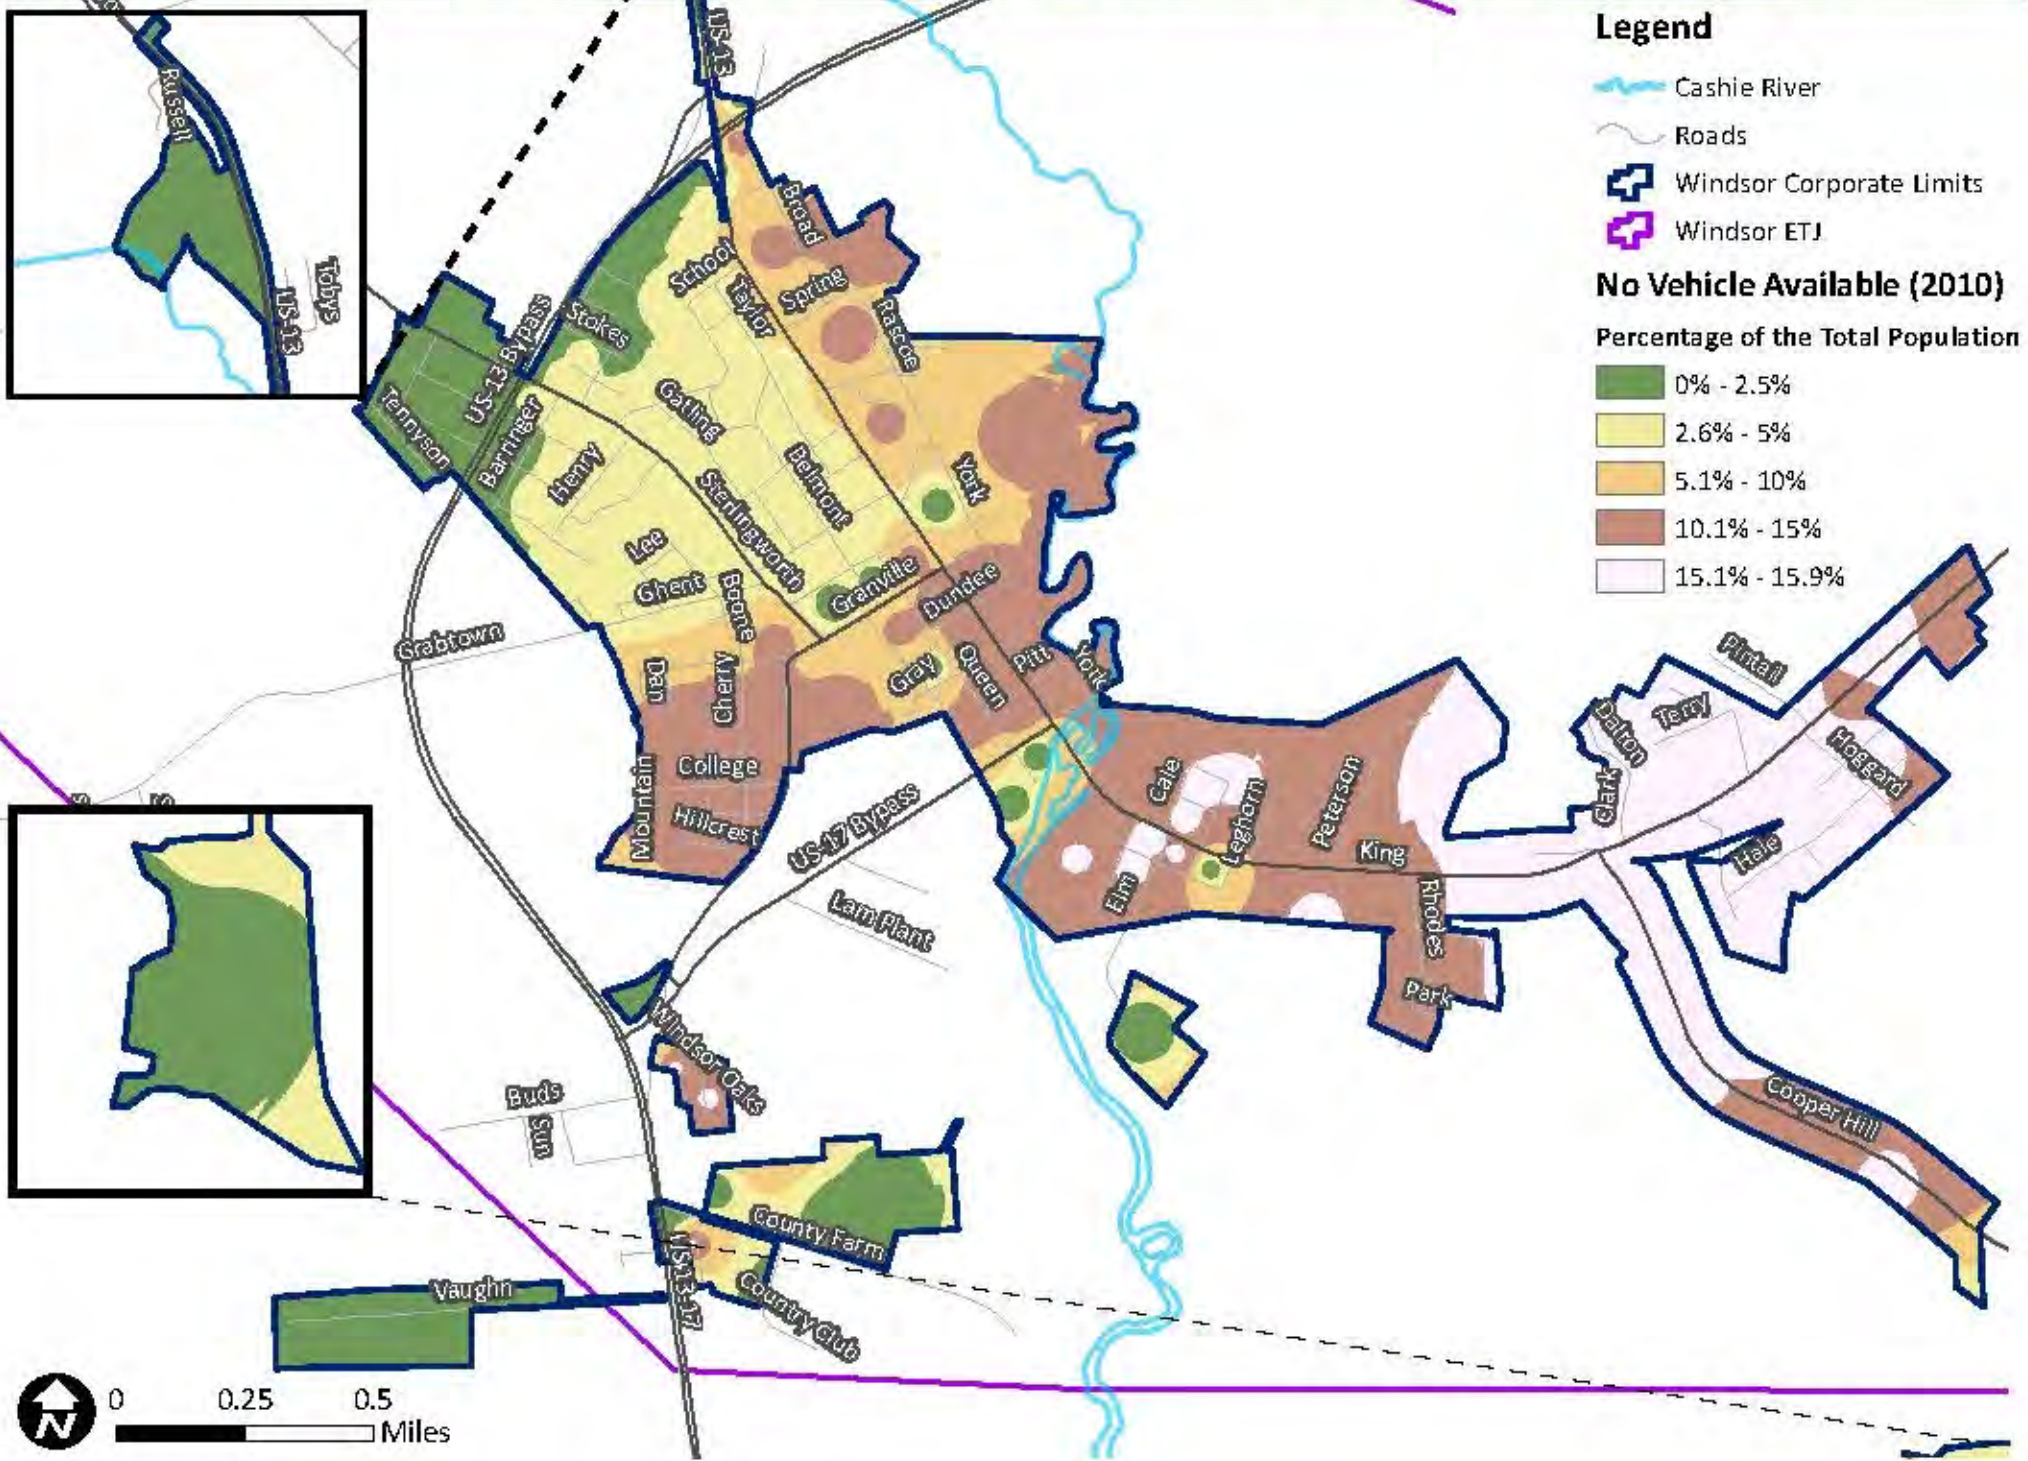 Legend
Cashie River
Roads
Windsor Corporate Limits
Windsor ETJ
No Vehicle Available (2010)
Percentage of the Total Population
0% - 2.5%
2.6% - 5%
5.1% - 10%
10.1% - 15%
15.1% - 15.9%
Russell
Tobys
US-13
US-13
Broad
School
Spring
Taylor
Rascoe
Stokes
US-13 Bypass
Tennyson
Barringer
Gatling
Henry
Belmont
York
Sterlingworth
Lee
Ghent
Boone
Granville
Dundee
Grabtown
Dan
Cherry
Gray
Queen
Pitt
York
Mountain
College
Hillcrest
US-17 Bypass
Lam Plant
Cale
Leghorn
Peterson
King
Elm
Rhodes
Park
Pintail
Terry
Datron
Clark
Hoggard
Hale
Cooper Hill
Windsor Oaks
Buds
Sun
County Farm
US-13-17
Country Club
Vaughn
N
0 0.25 0.5
Miles